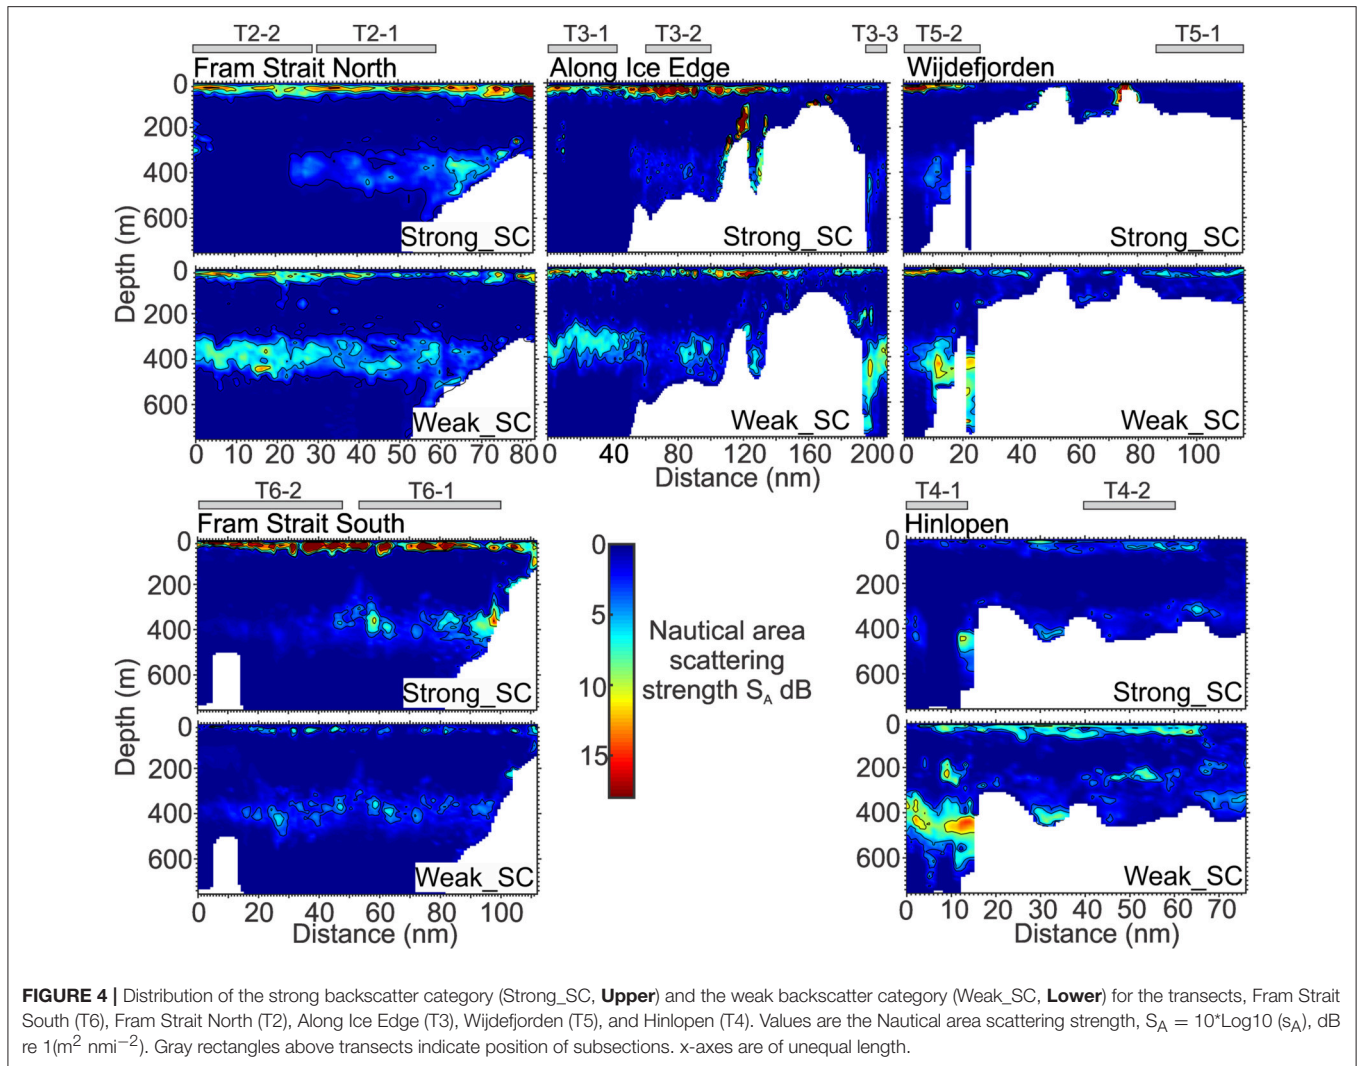 T2-2 T2-1 T3-1 T3-2 T3-3 T5-2 T5-1
Fram Strait North Along Ice Edge Wijdefjorden
0
200
400
600
Depth (m)
Strong_SC Strong_SC Strong_SC
0
200
400
600
Weak_SC Weak_SC Weak_SC
0 10 20 30 40 50 60 70 80 0 40 80 120 160 200 0 20 40 60 80 100
Distance (nm)
T6-2 T6-1 T4-1 T4-2
Fram Strait South Hinlopen
0
200
400
600
Depth (m)
Strong_SC
0
200
400
600
Weak_SC
0 20 40 60 80 100
Distance (nm)
0
5
10
15
Nautical area
scattering
strength SA dB
0
200
400
600
Strong_SC
0
200
400
600
Weak_SC
0 10 20 30 40 50 60 70
Distance (nm)
FIGURE 4 | Distribution of the strong backscatter category (Strong_SC, Upper) and the weak backscatter category (Weak_SC, Lower) for the transects, Fram Strait
South (T6), Fram Strait North (T2), Along Ice Edge (T3), Wijdefjorden (T5), and Hinlopen (T4). Values are the Nautical area scattering strength, SA = 10*Log10 (sA), dB
re 1(m² nmi⁻²). Gray rectangles above transects indicate position of subsections. x-axes are of unequal length.